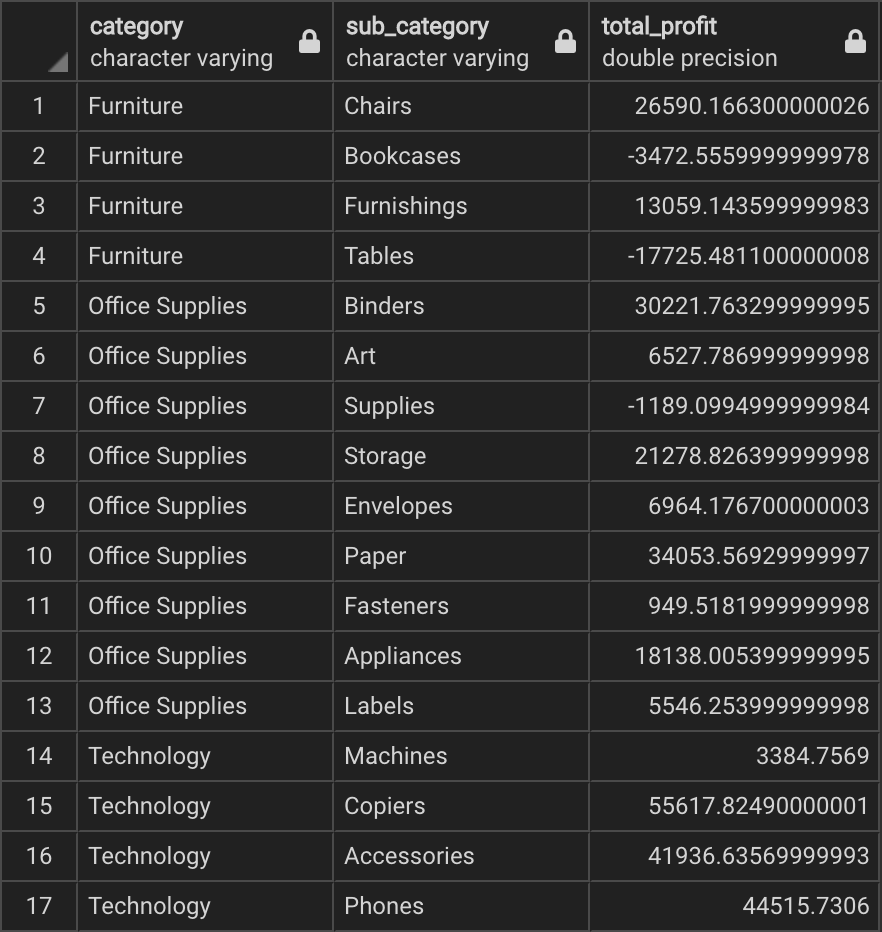 category sub_category total_profit
character varying character varying double precision
1 Furniture Chairs 26590.166300000026
2 Furniture Bookcases -3472.5559999999978
3 Furniture Furnishings 13059.143599999983
4 Furniture Tables -17725.481100000008
5 Office Supplies Binders 30221.763299999995
6 Office Supplies Art 6527.786999999998
7 Office Supplies Supplies -1189.0994999999984
8 Office Supplies Storage 21278.826399999998
9 Office Supplies Envelopes 6964.176700000003
10 Office Supplies Paper 34053.56929999997
11 Office Supplies Fasteners 949.5181999999998
12 Office Supplies Appliances 18138.005399999995
13 Office Supplies Labels 5546.253999999998
14 Technology Machines 3384.7569
15 Technology Copiers 55617.82490000001
16 Technology Accessories 41936.63569999993
17 Technology Phones 44515.7306